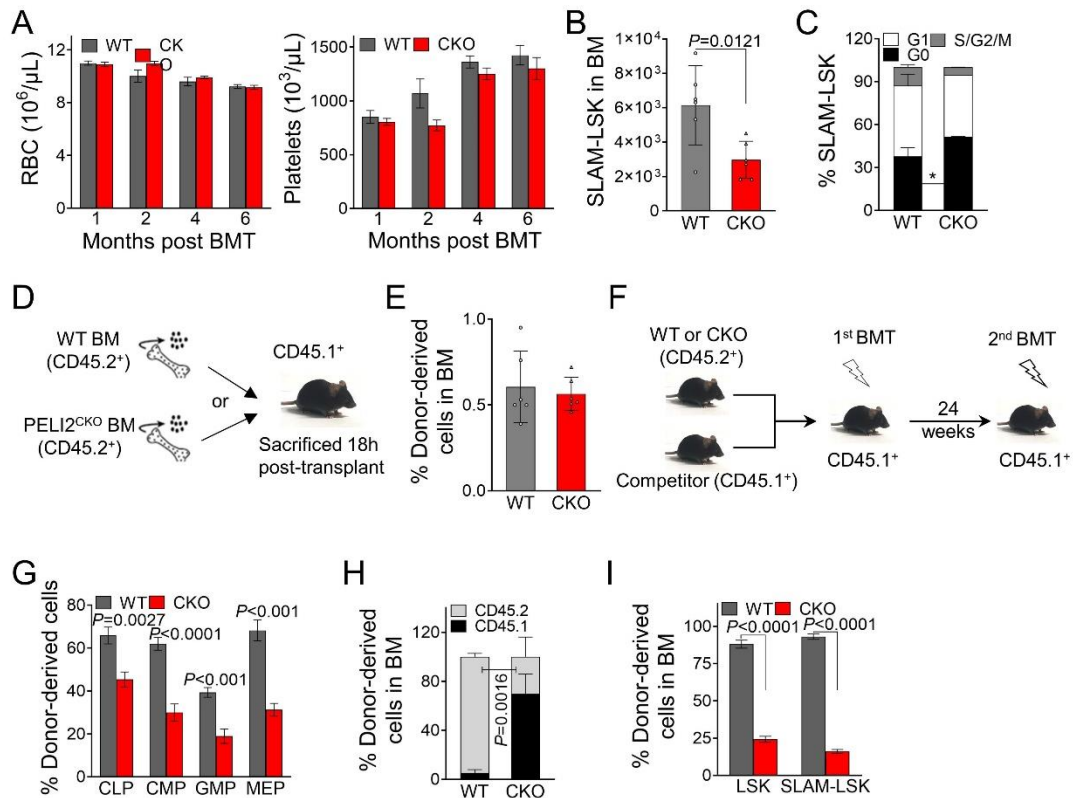 A
RBC (10⁶/µL)
WT CK
O
12
9
6
3
0
1 2 4 6
Months post BMT
Platelets (10³/µL)
WT CKO
1500
1250
1000
500
0
1 2 4 6
Months post BMT
B
SLAM-LSK in BM
P=0.0121
1×10⁴
8×10³
6×10³
4×10³
2×10³
0
WT CKO
C
% SLAM-LSK
G1 S/G2/M
G0
120
90
60
30
0
*
WT CKO
D
WT BM
(CD45.2⁺)
or
PELI2ᶜᴷᴼ BM
(CD45.2⁺)
CD45.1⁺
Sacrificed 18h
post-transplant
E
% Donor-derived
cells in BM
1.0
0.5
0.0
WT CKO
F
WT or CKO
(CD45.2⁺)
Competitor (CD45.1⁺)
1ˢᵗ BMT
CD45.1⁺
24
weeks
2ⁿᵈ BMT
CD45.1⁺
G
% Donor-derived cells
WT CKO
80
60
40
20
0
P=0.0027
P<0.0001
P<0.001
P<0.001
CLP CMP GMP MEP
H
% Donor-derived
cells in BM
CD45.2
CD45.1
120
80
40
0
P=0.0016
WT CKO
I
% Donor-derived
cells in BM
WT CKO
P<0.0001 P<0.0001
100
75
50
25
0
LSK SLAM-LSK